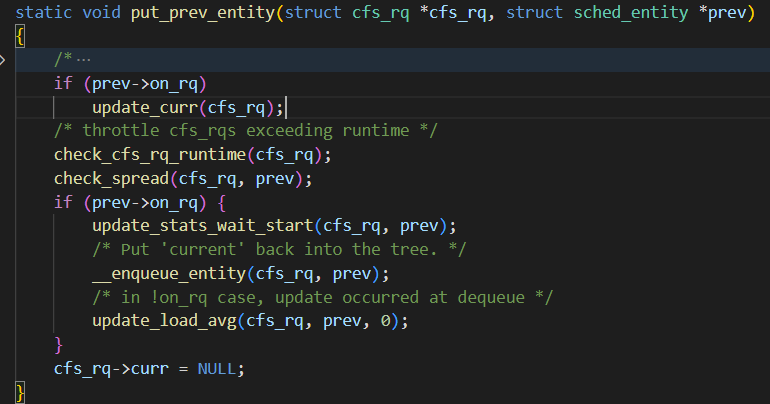 static void put_prev_entity(struct cfs_rq *cfs_rq, struct sched_entity *prev)
{
    /*···
    if (prev->on_rq)
        update_curr(cfs_rq);
    /* throttle cfs_rqs exceeding runtime */
    check_cfs_rq_runtime(cfs_rq);
    check_spread(cfs_rq, prev);
    if (prev->on_rq) {
        update_stats_wait_start(cfs_rq, prev);
        /* Put 'current' back into the tree. */
        __enqueue_entity(cfs_rq, prev);
        /* in !on_rq case, update occurred at dequeue */
        update_load_avg(cfs_rq, prev, 0);
    }
    cfs_rq->curr = NULL;
}